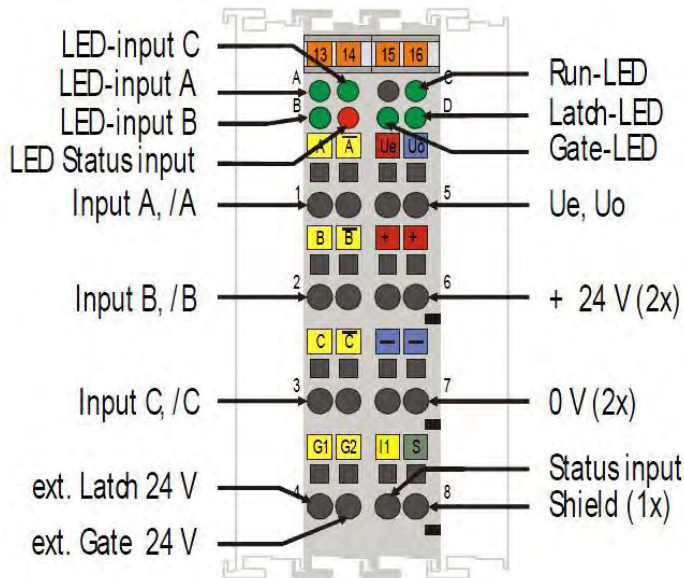 13 14 15 16
LED-input C
LED-input A
LED-input B
LED Status input
Input A, /A
Input B, /B
Input C, /C
ext. Latch 24 V
ext. Gate 24 V
A
B
C
D
A A̅ Ue Uo
1
5
B B̅ + +
2
6
C C̅ — —
3
7
G1 G2 I1 S
4
8
Run-LED
Latch-LED
Gate-LED
Ue, Uo
+ 24 V (2x)
0 V (2x)
Status input
Shield (1x)